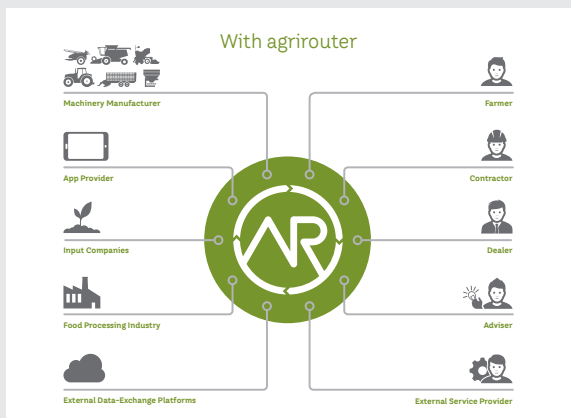 With agrirouter
Machinery Manufacturer
Farmer
App Provider
Contractor
AR
Input Companies
Dealer
Food Processing Industry
Adviser
External Data-Exchange Platforms
External Service Provider